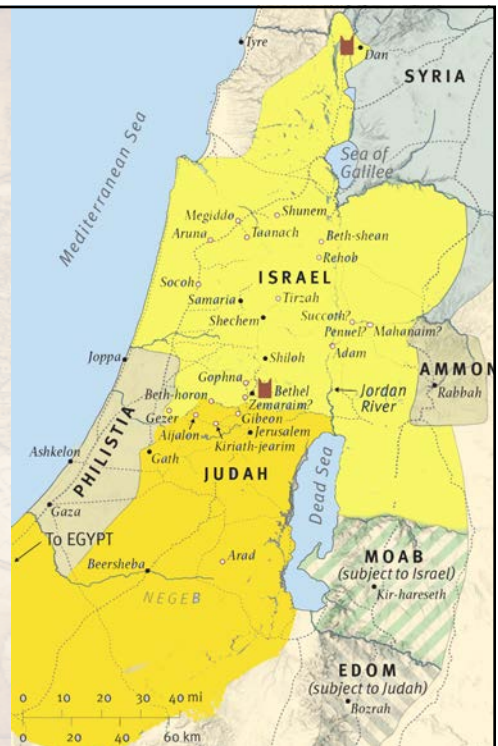 Tyre
Dan
SYRIA
Mediterranean Sea
Sea of
Galilee
Megiddo
Shunem
Aruna
Taanach
Beth-shean
Rehob
ISRAEL
Socoh
Samaria
Tirzah
Shechem
Succoth?
Penuel?
Mahanaim?
Adam
Joppa
Shiloh
AMMON
Rabbah
Gophna
Bethel
Jordan
River
Beth-horon
Zemaraim?
Gezer
Gibeon
Aijalon
Jerusalem
Kiriath-jearim
PHILISTIA
Ashkelon
Gath
JUDAH
Dead Sea
Gaza
To EGYPT
Beersheba
Arad
MOAB
(subject to Israel)
Kir-hareseth
NEGEB
EDOM
(subject to Judah)
Bozrah
0 10 20 30 40 mi
0 20 40 60 km